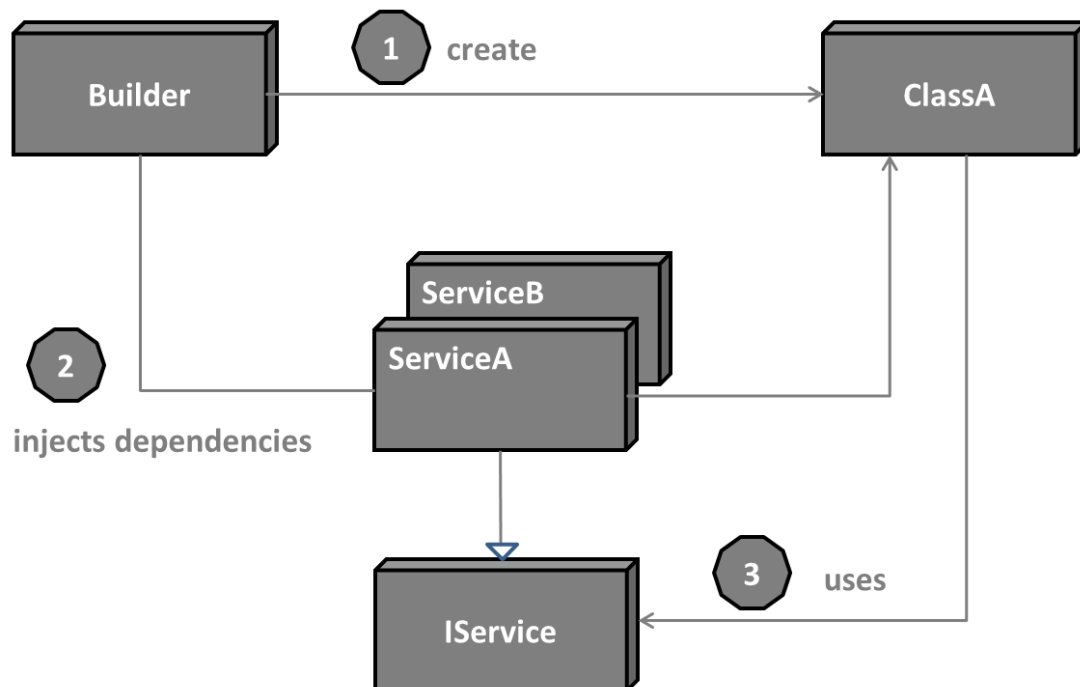 1 create
Builder
ClassA
ServiceB
ServiceA
2
injects dependencies
3 uses
IService